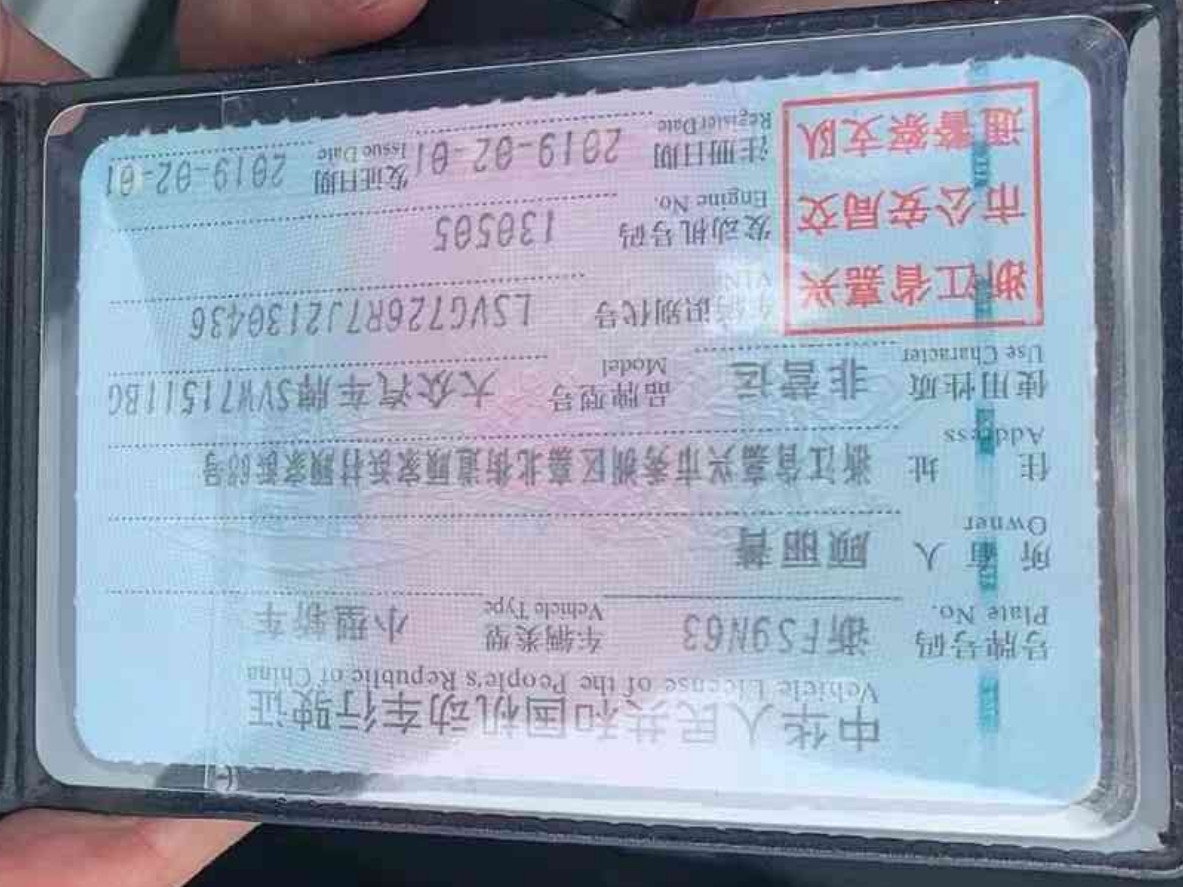 中华人民共和国机动车行驶证
Vehicle License of the People's Republic of China
号牌号码 浙FS9N63 车辆类型 小型轿车
Plate No. Vehicle Type
所有人 顾丽菁
Owner
住址 浙江省嘉兴市秀洲区嘉北街道顾家浜村顾家浜68号
Address
使用性质 非营运 品牌型号 大众汽车牌SVW71511BG
Use Character Model
浙江省嘉兴
市公安局交
通警察支队
车辆识别代号 LSVG726R7J2130436
VIN
发动机号码 130505
Engine No.
注册日期 2019-02-01 发证日期 2019-02-01
Register Date Issue Date